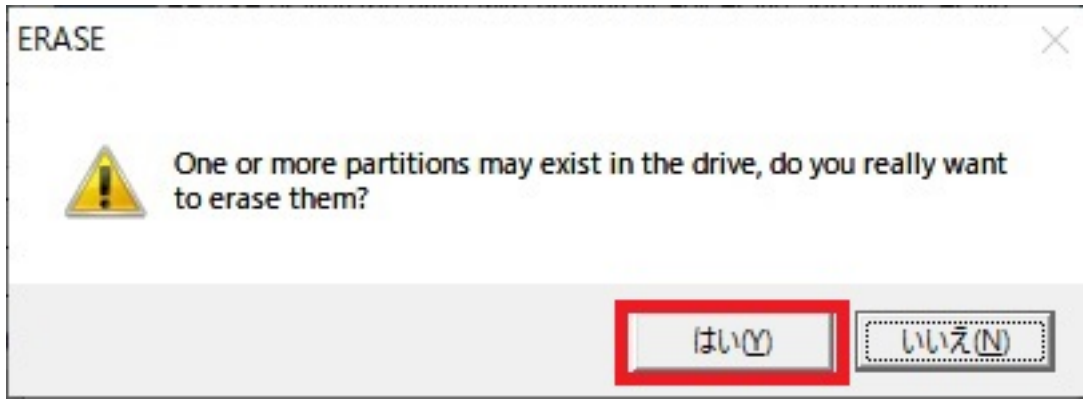 ERASE
One or more partitions may exist in the drive, do you really want
to erase them?
はい(Y)
いいえ(N)